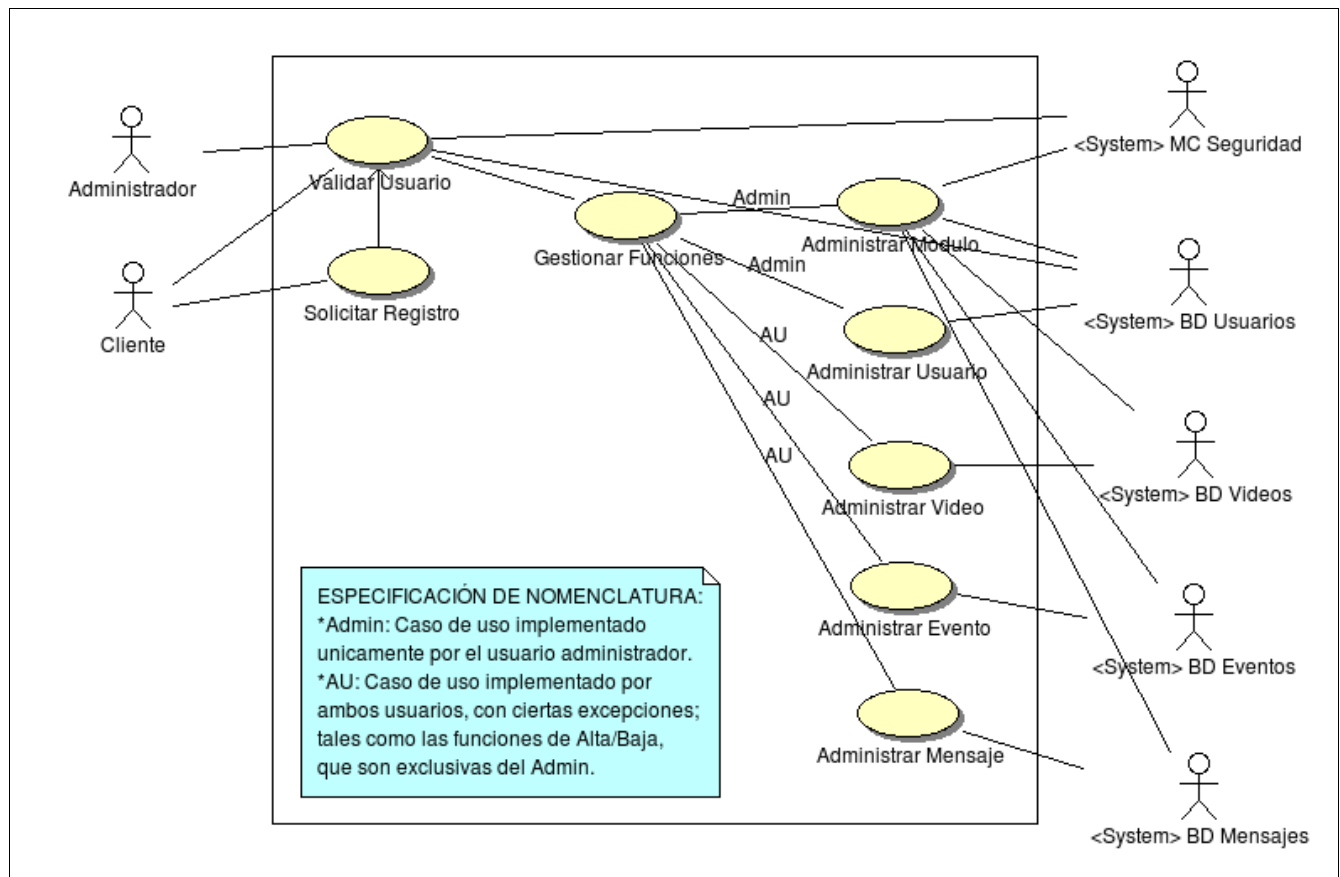 <System> MC Seguridad
Administrador
Validar Usuario
Admin
Administrar Modulo
Gestionar Funciones
Admin
Solicitar Registro
Cliente
<System> BD Usuarios
AU
Administrar Usuario
AU
AU
<System> BD Videos
Administrar Video
ESPECIFICACIÓN DE NOMENCLATURA:
*Admin: Caso de uso implementado
unicamente por el usuario administrador.
*AU: Caso de uso implementado por
ambos usuarios, con ciertas excepciones;
tales como las funciones de Alta/Baja,
que son exclusivas del Admin.
Administrar Evento
<System> BD Eventos
Administrar Mensaje
<System> BD Mensajes